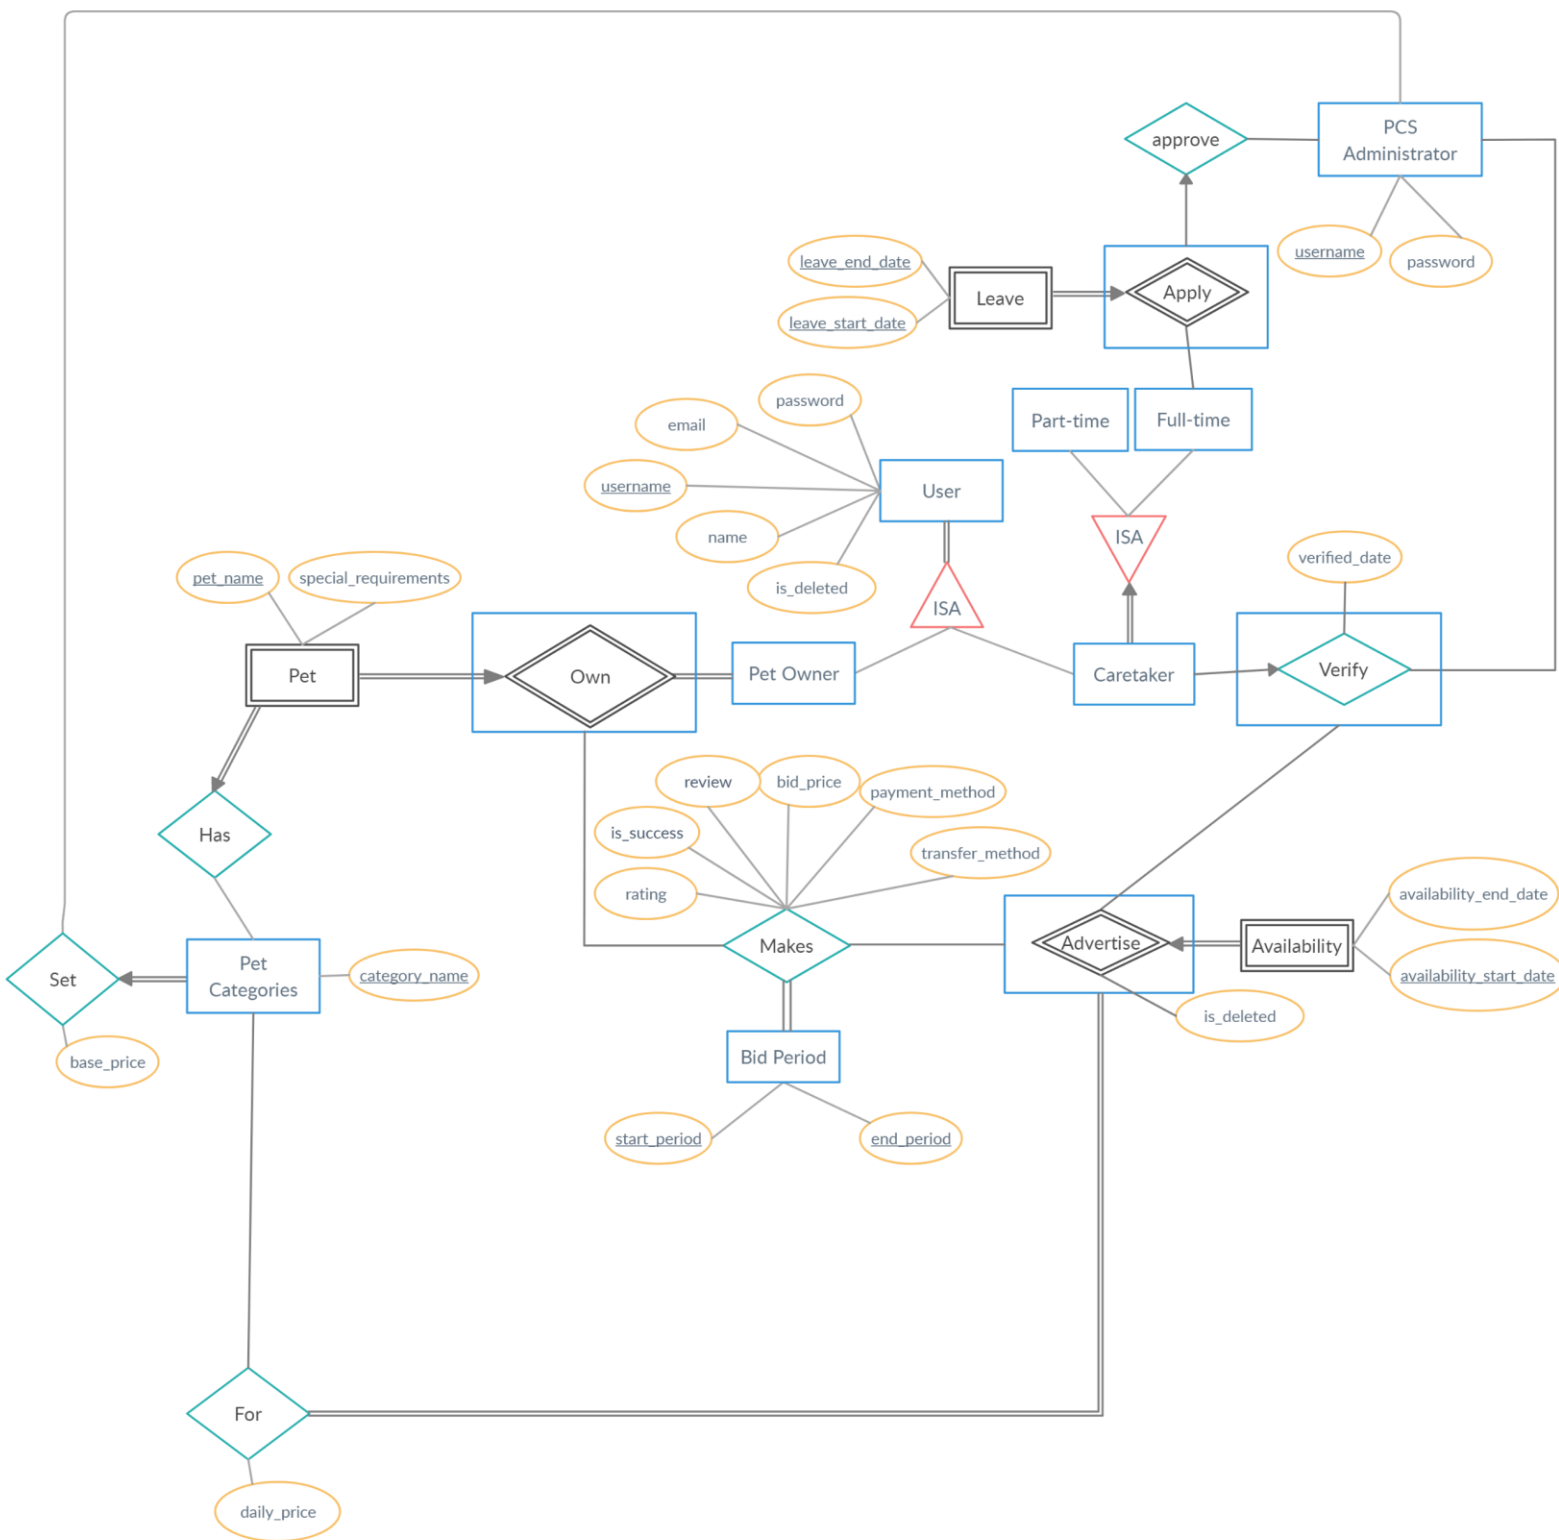 PCS
Administrator
approve
username
password
leave_end_date
Leave
Apply
leave_start_date
password
email
Part-time
Full-time
User
username
name
ISA
verified_date
pet_name
special_requirements
is_deleted
ISA
Pet
Own
Pet Owner
Caretaker
Verify
review
bid_price
payment_method
is_success
Has
transfer_method
rating
availability_end_date
Makes
Advertise
Availability
Pet
Categories
category_name
Set
availability_start_date
is_deleted
base_price
Bid Period
start_period
end_period
For
daily_price